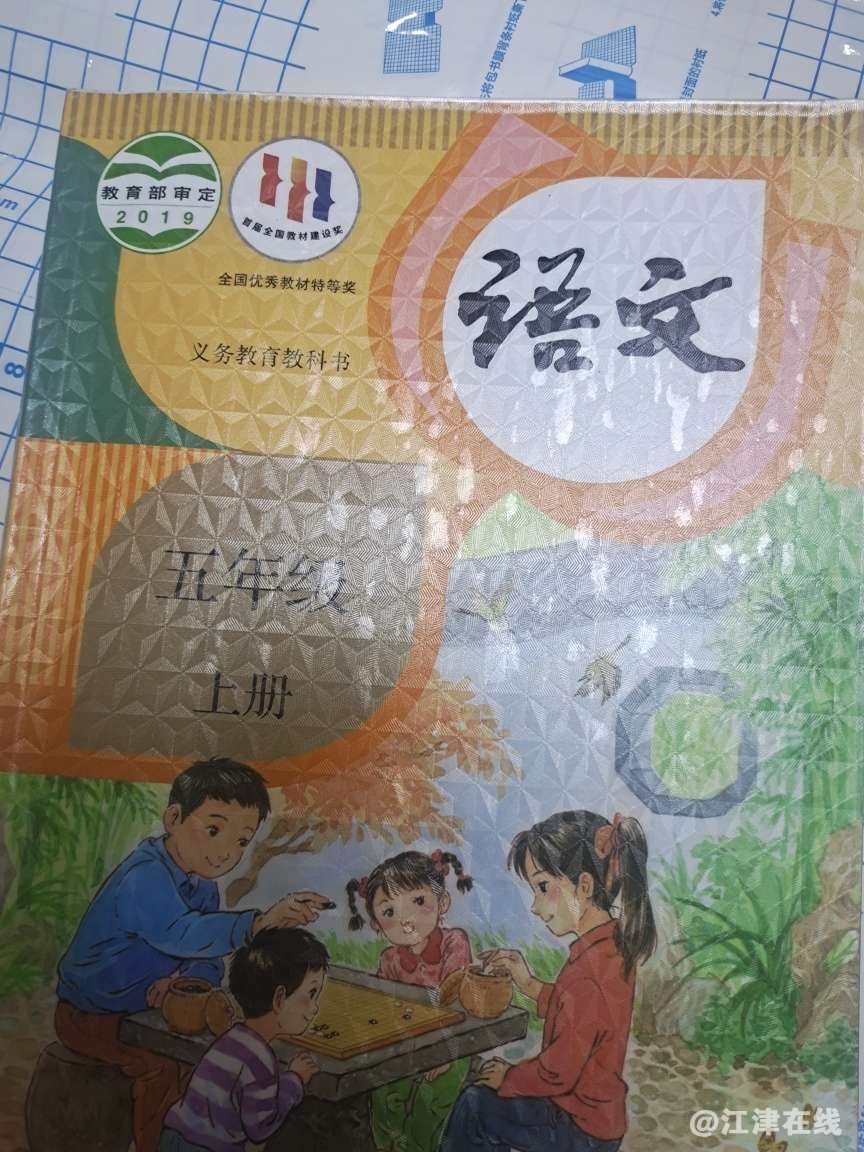 教育部审定
2019
首届全国教材建设奖
全国优秀教材特等奖
义务教育教科书
语文
五年级
上册
8
@江津在线